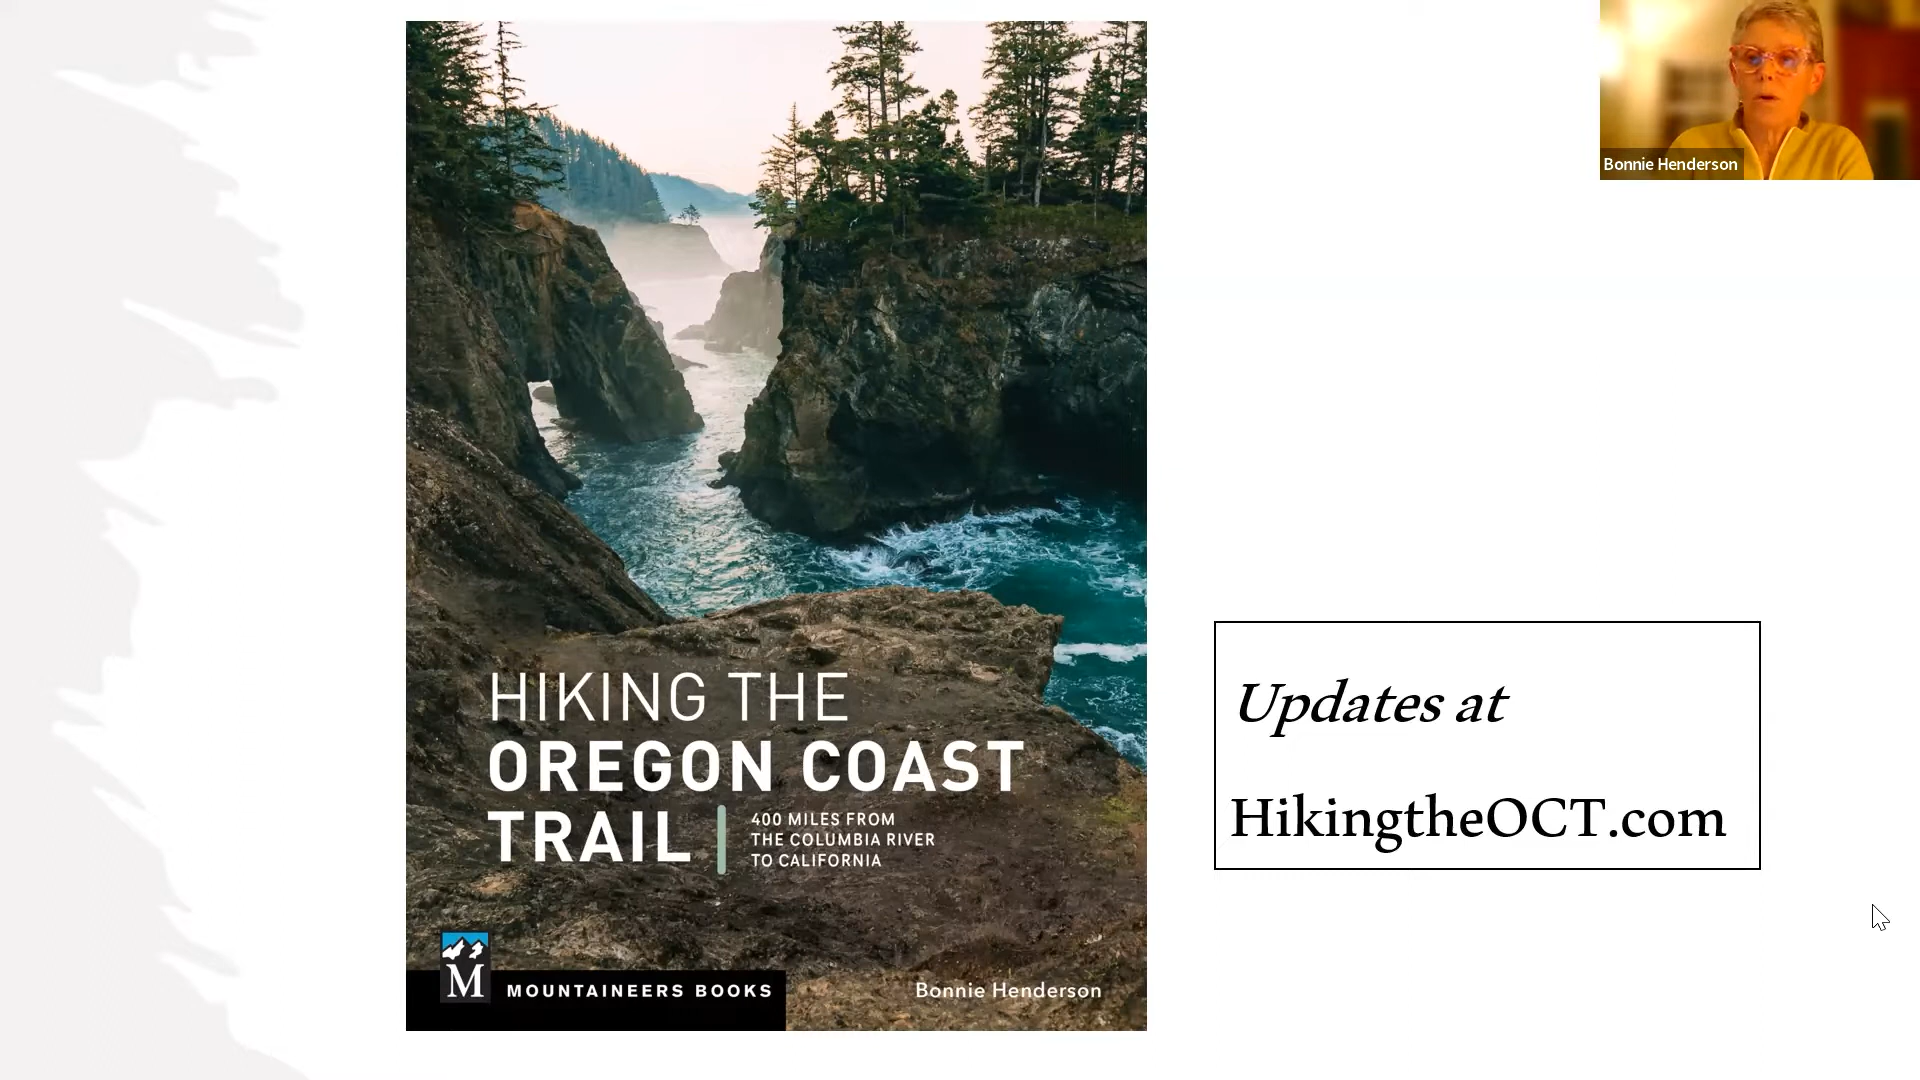 Bonnie Henderson
HIKING THE
OREGON COAST
TRAIL
400 MILES FROM
THE COLUMBIA RIVER
TO CALIFORNIA
M
MOUNTAINEERS BOOKS
Bonnie Henderson
Updates at
HikingtheOCT.com